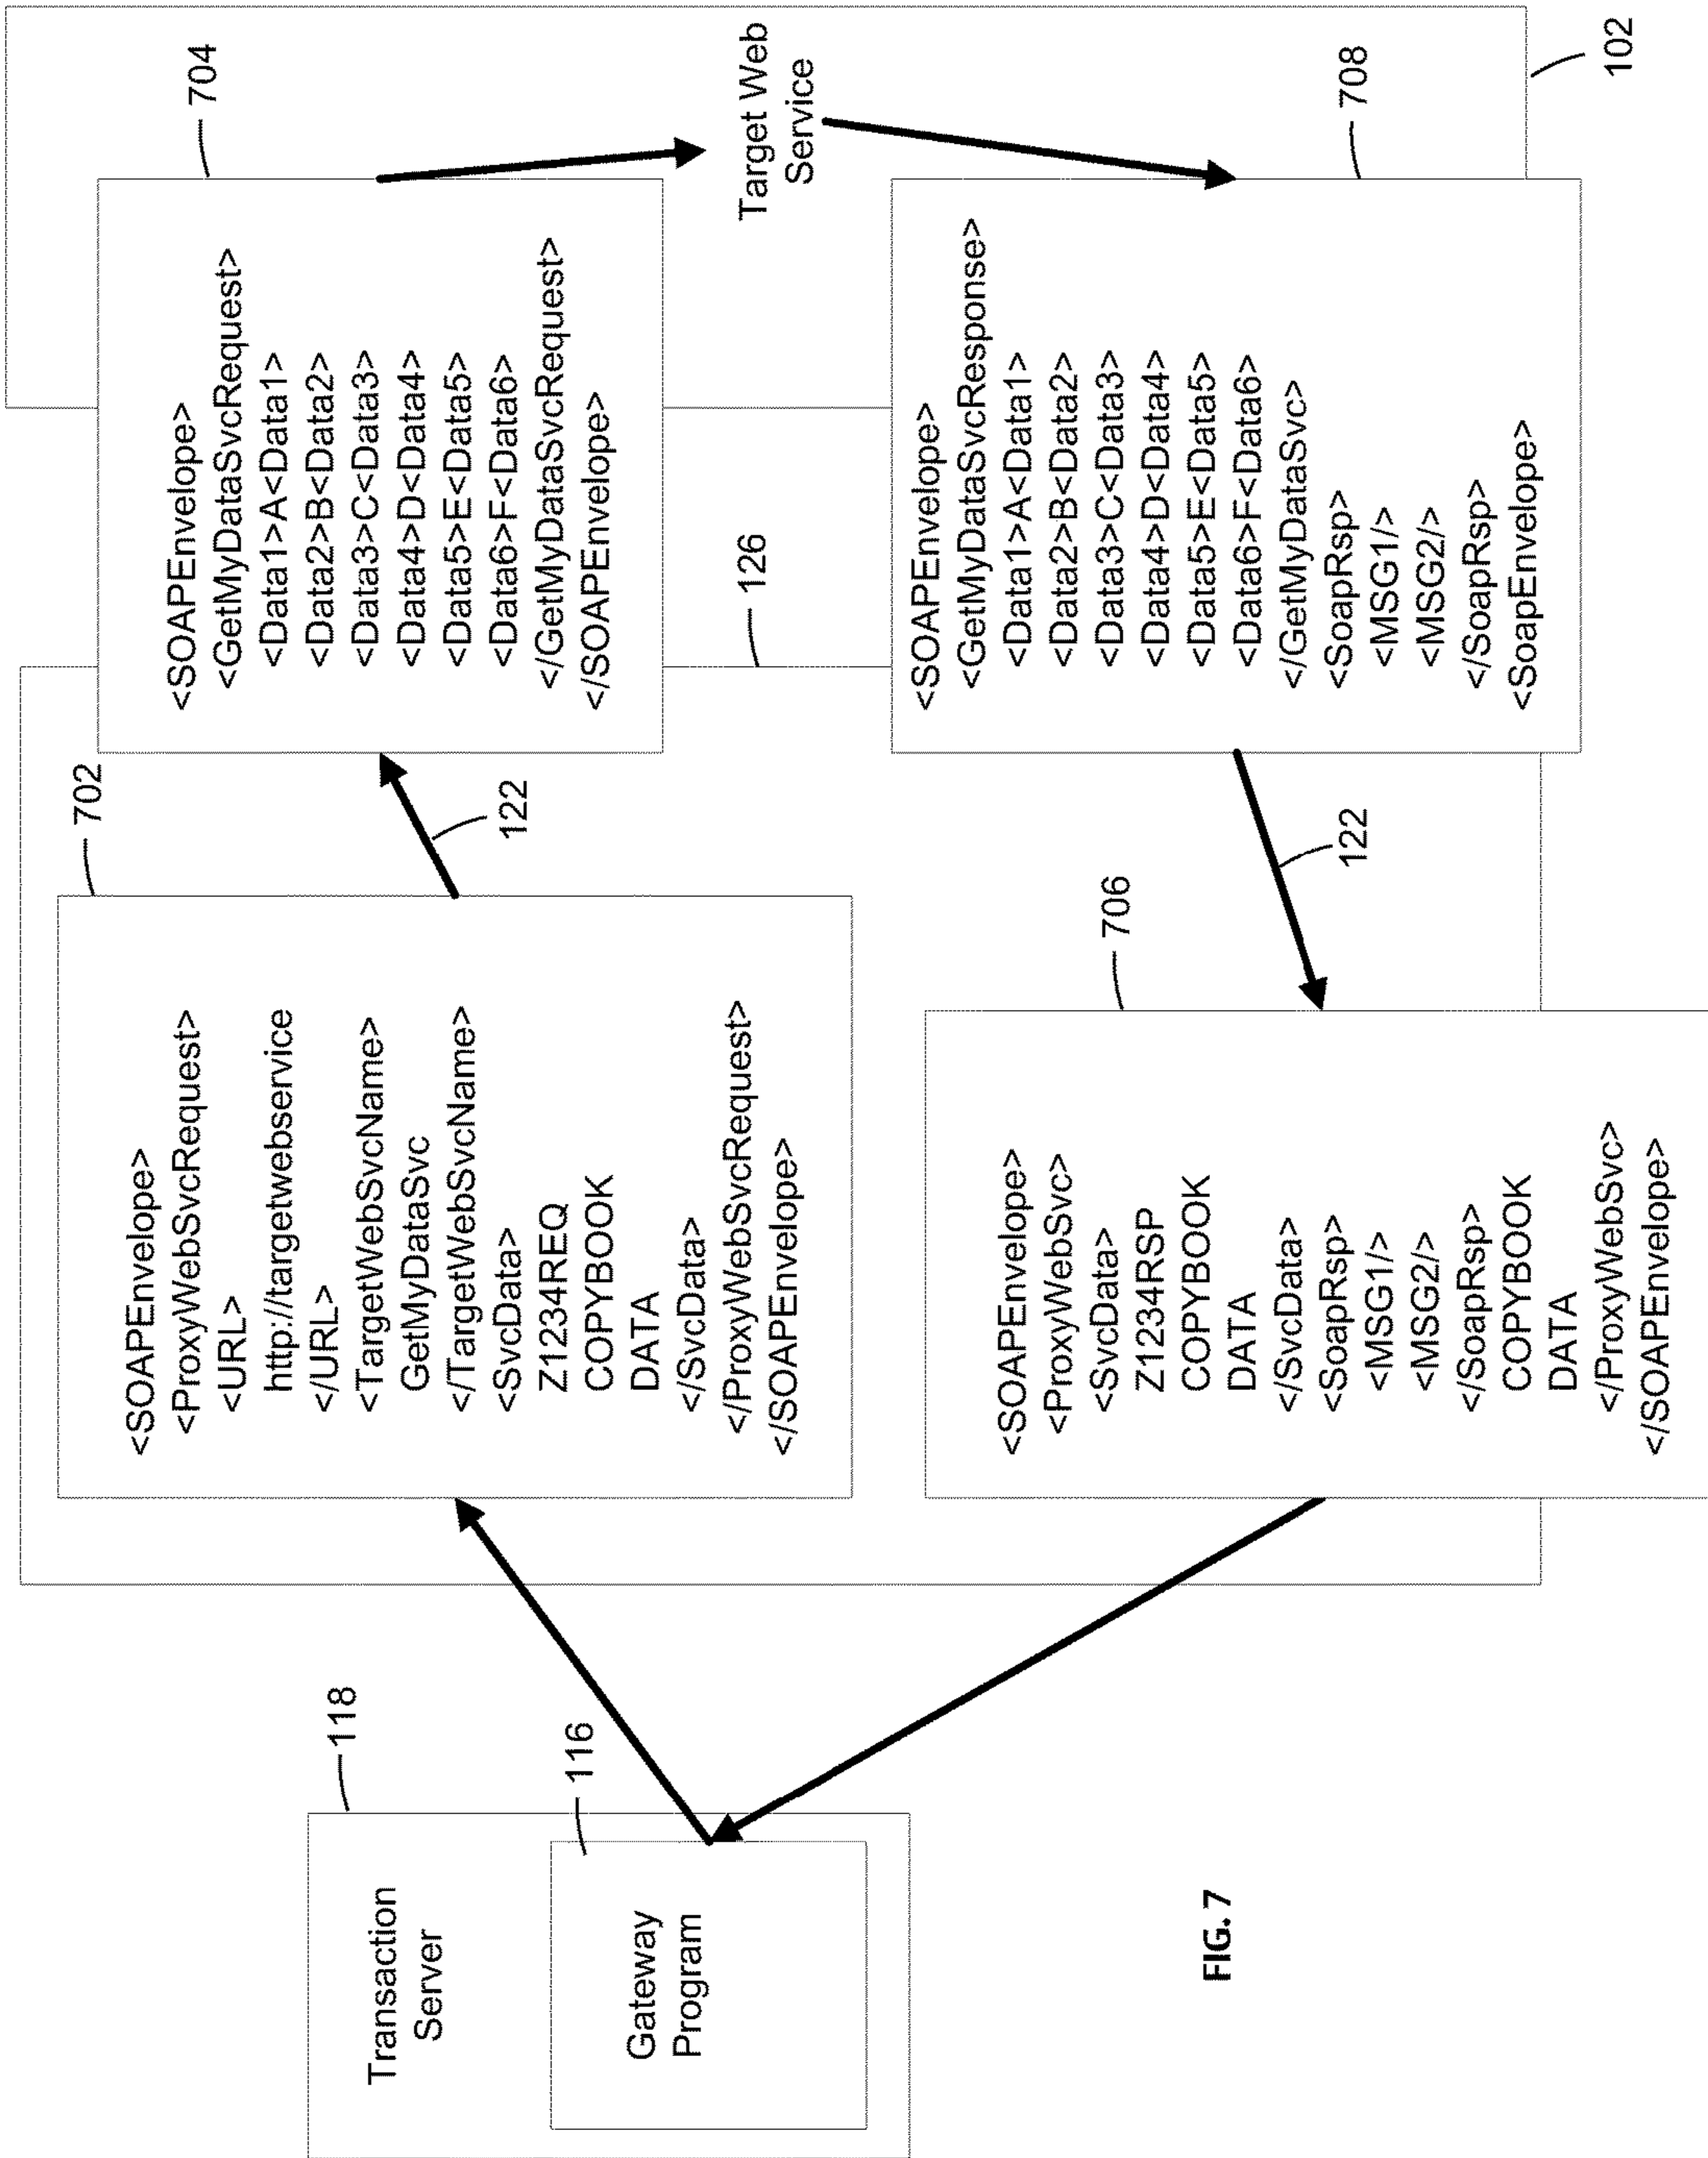 Transaction
Server
118
Gateway
Program
116
702
<SOAPEnvelope>
<ProxyWebSvcRequest>
<URL>
http://targetwebservice
</URL>
<TargetWebSvcName>
GetMyDataSvc
</TargetWebSvcName>
<SvcData>
Z1234REQ
COPYBOOK
DATA
</SvcData>
</ProxyWebSvcRequest>
</SOAPEnvelope>
122
704
<SOAPEnvelope>
<GetMyDataSvcRequest>
<Data1>A<Data1>
<Data2>B<Data2>
<Data3>C<Data3>
<Data4>D<Data4>
<Data5>E<Data5>
<Data6>F<Data6>
</GetMyDataSvcRequest>
</SOAPEnvelope>
126
Target Web
Service
706
<SOAPEnvelope>
<ProxyWebSvc>
<SvcData>
Z1234RSP
COPYBOOK
DATA
</SvcData>
<SoapRsp>
<MSG1/>
<MSG2/>
</SoapRsp>
COPYBOOK
DATA
</ProxyWebSvc>
</SOAPEnvelope>
122
708
<SOAPEnvelope>
<GetMyDataSvcResponse>
<Data1>A<Data1>
<Data2>B<Data2>
<Data3>C<Data3>
<Data4>D<Data4>
<Data5>E<Data5>
<Data6>F<Data6>
</GetMyDataSvc>
<SoapRsp>
<MSG1/>
<MSG2/>
</SoapRsp>
<SoapEnvelope>
102
FIG. 7